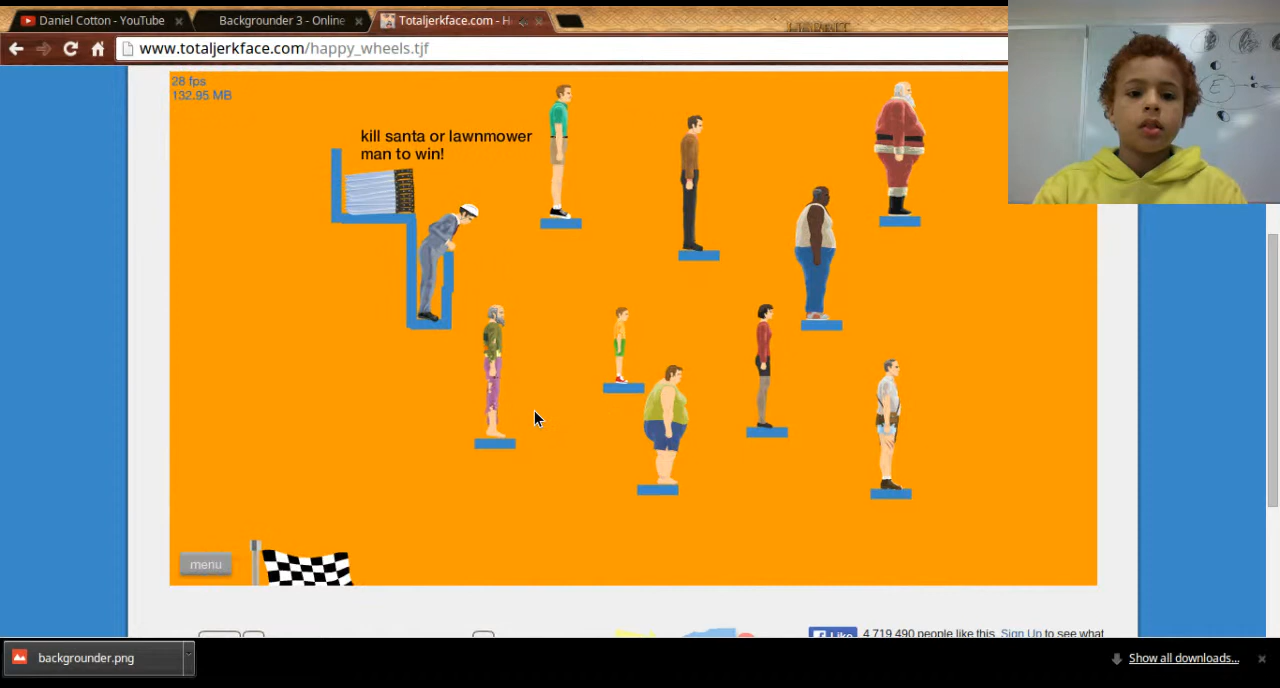 Daniel Cotton - YouTube
Backgrounder 3 - Online
Totaljerkface.com - H
www.totaljerkface.com/happy_wheels.tjf
28 fps
132.95 MB
kill santa or lawnmower
man to win!
E
menu
Like
4,719,490 people like this. Sign Up to see what
backgrounder.png
Show all downloads...